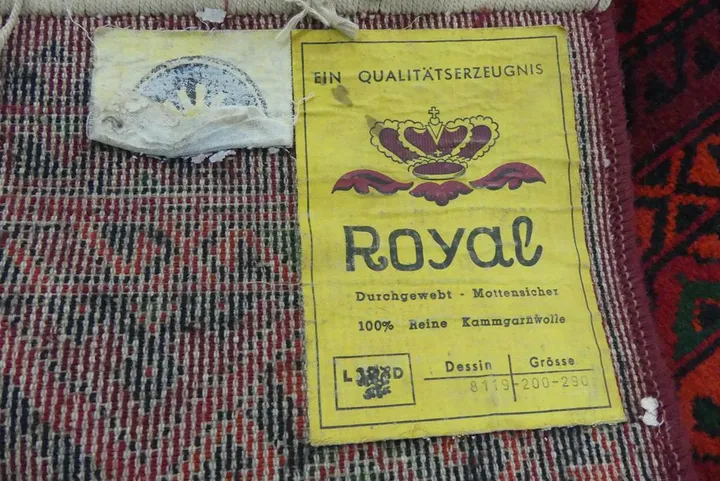 EIN QUALITÄTSERZEUGNIS
Royal
Durchgewebt - Mottensicher
100% Reine Kammgarnwolle
L D
Dessin Grösse
8119-200-290